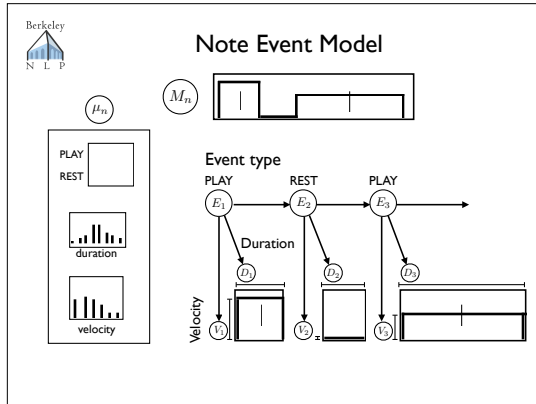 Berkeley
N L P
Note Event Model
μₙ
Mₙ
PLAY
REST
duration
velocity
Event type
PLAY REST PLAY
E₁ E₂ E₃
Duration
D₁ D₂ D₃
Velocity
V₁ V₂ V₃